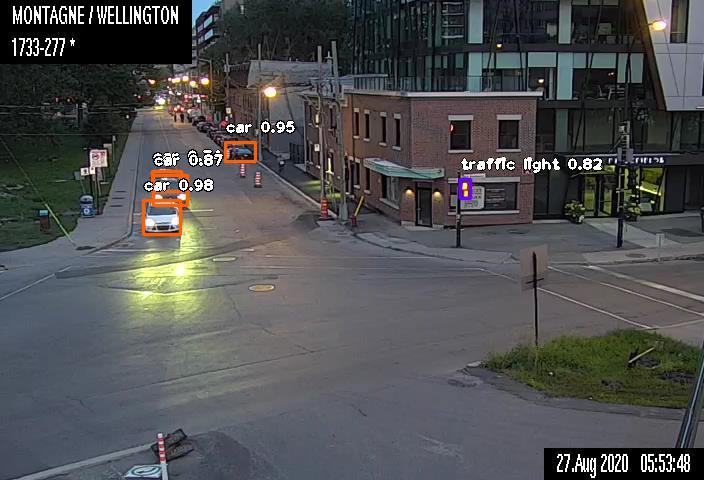 MONTAGNE / WELLINGTON
1733-277 *
car 0.95
car 0.87
car 0.98
traffic light 0.82
27.Aug 2020 05:53:48